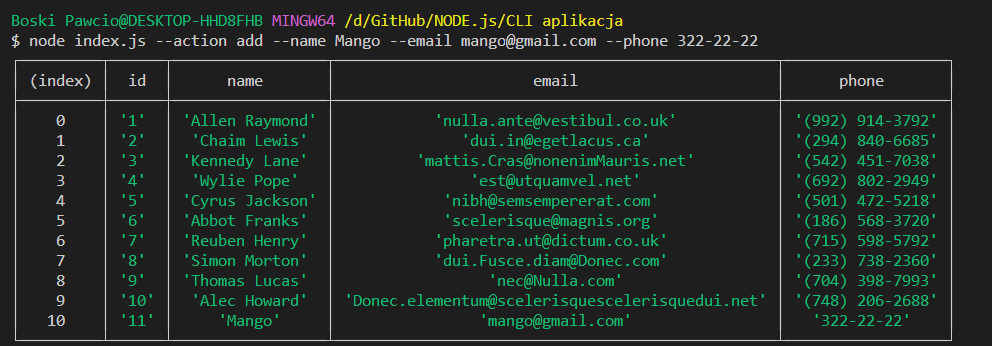 Boski Pawcio@DESKTOP-HHD8FHB MINGW64 /d/GitHub/NODE.js/CLI aplikacja
$ node index.js --action add --name Mango --email mango@gmail.com --phone 322-22-22
(index) id name email phone
0 '1' 'Allen Raymond' 'nulla.ante@vestibul.co.uk' '(992) 914-3792'
1 '2' 'Chaim Lewis' 'dui.in@egetlacus.ca' '(294) 840-6685'
2 '3' 'Kennedy Lane' 'mattis.Cras@nonenimMauris.net' '(542) 451-7038'
3 '4' 'Wylie Pope' 'est@utquamvel.net' '(692) 802-2949'
4 '5' 'Cyrus Jackson' 'nibh@semsempererat.com' '(501) 472-5218'
5 '6' 'Abbot Franks' 'scelerisque@magnis.org' '(186) 568-3720'
6 '7' 'Reuben Henry' 'pharetra.ut@dictum.co.uk' '(715) 598-5792'
7 '8' 'Simon Morton' 'dui.Fusce.diam@Donec.com' '(233) 738-2360'
8 '9' 'Thomas Lucas' 'nec@Nulla.com' '(704) 398-7993'
9 '10' 'Alec Howard' 'Donec.elementum@scelerisquescelerisquedui.net' '(748) 206-2688'
10 '11' 'Mango' 'mango@gmail.com' '322-22-22'